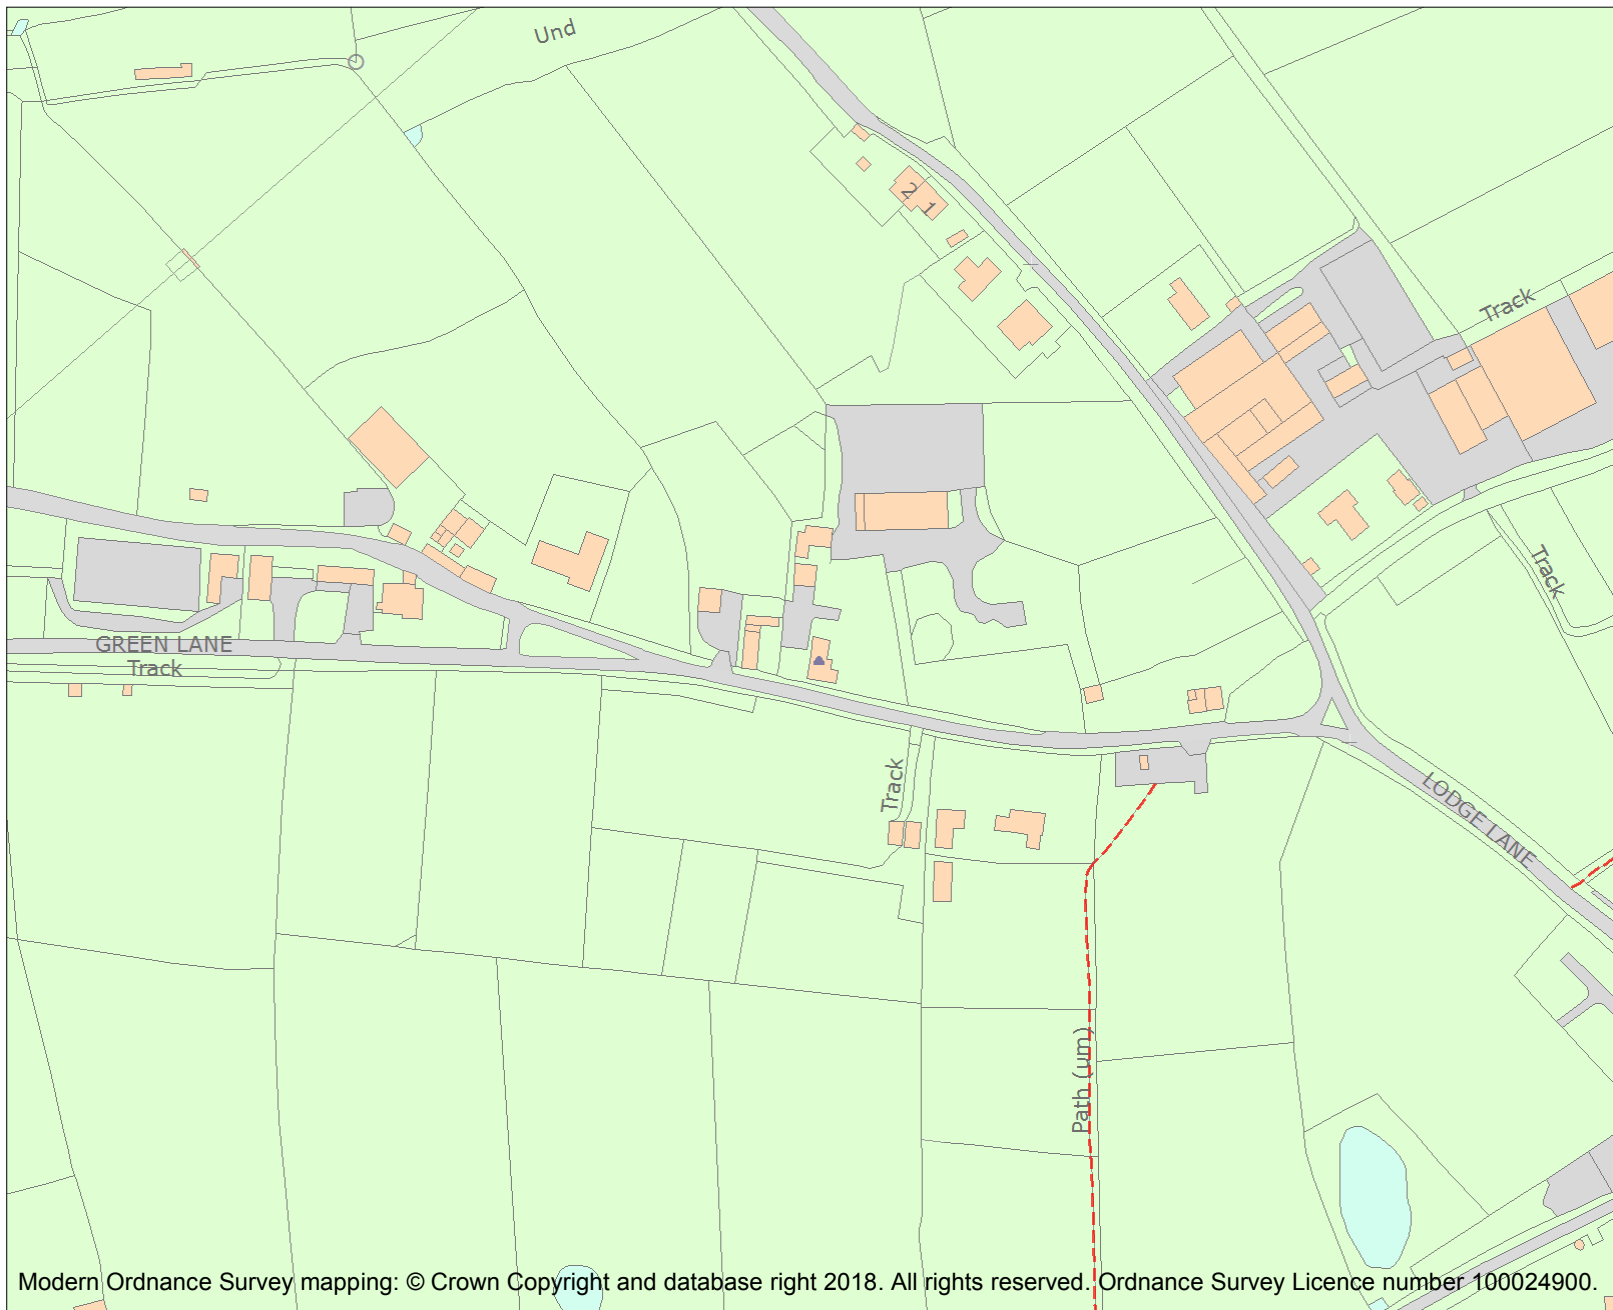 Und
2
1
Track
Track
GREEN LANE
Track
Track
LODGE LANE
Path (um)
Modern Ordnance Survey mapping: © Crown Copyright and database right 2018. All rights reserved. Ordnance Survey Licence number 100024900.